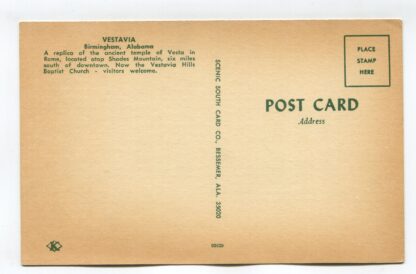 VESTAVIA
Birmingham, Alabama
A replica of the ancient temple of Vesta in
Rome, located atop Shades Mountain, six miles
south of downtown. Now the Vestavia Hills
Baptist Church - visitors welcome.
SCENIC SOUTH CARD CO., BESSEMER, ALA. 35020
PLACE
STAMP
HERE
POST CARD
Address